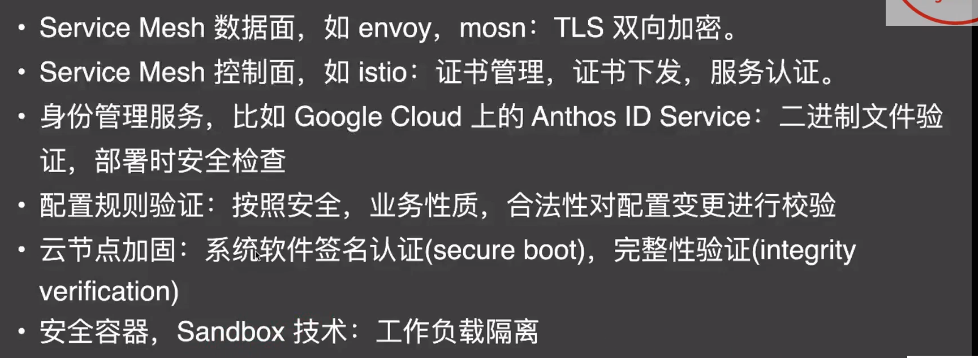 • Service Mesh 数据面，如 envoy，mosn：TLS 双向加密。
• Service Mesh 控制面，如 istio：证书管理，证书下发，服务认证。
• 身份管理服务，比如 Google Cloud 上的 Anthos ID Service：二进制文件验
证，部署时安全检查
• 配置规则验证：按照安全，业务性质，合法性对配置变更进行校验
• 云节点加固：系统软件签名认证(secure boot)，完整性验证(integrity
verification)
• 安全容器，Sandbox 技术：工作负载隔离